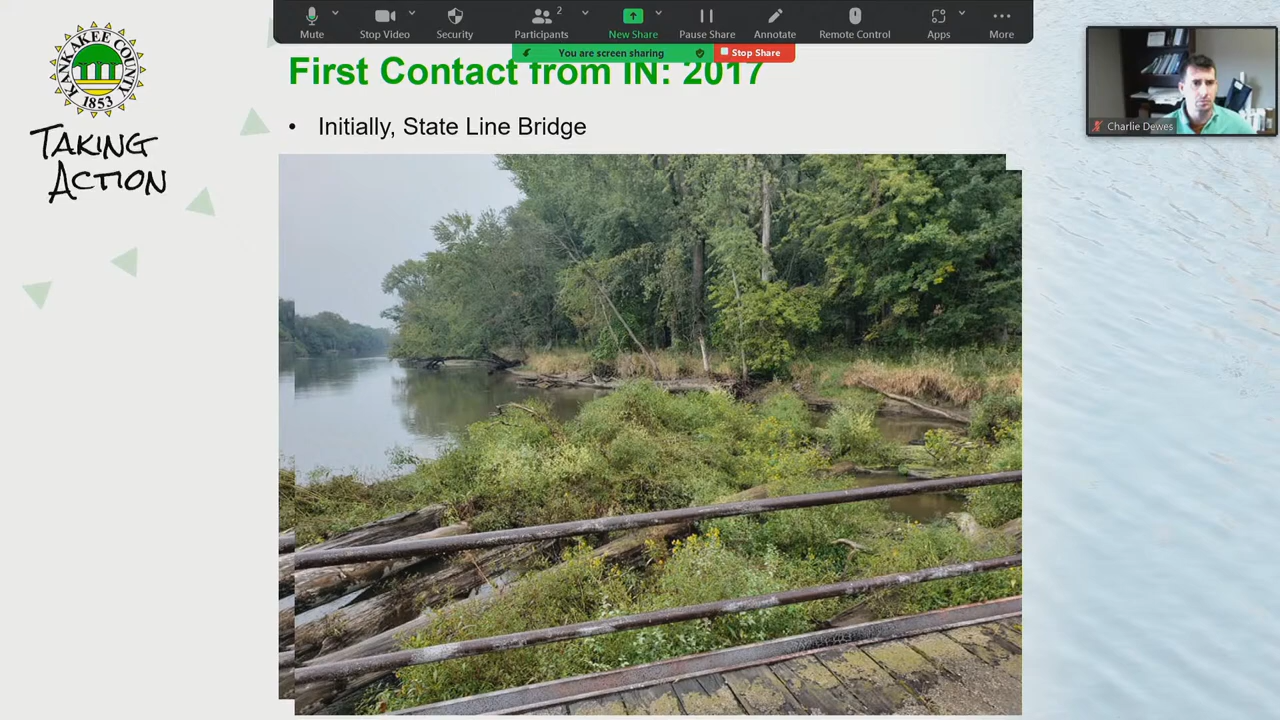 Mute
Stop Video
Security
2
Participants
New Share
Pause Share
Annotate
Remote Control
Apps
More
You are screen sharing
Stop Share
KANKAKEE COUNTY
1853
TAKING
ACTION
First Contact from IN: 2017
• Initially, State Line Bridge
Charlie Dewes